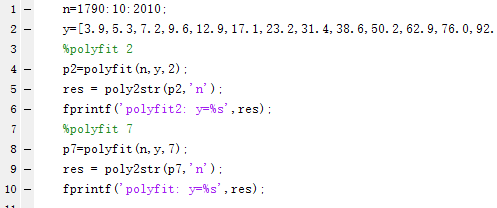 1 - n=1790:10:2010;
2 - y=[3.9,5.3,7.2,9.6,12.9,17.1,23.2,31.4,38.6,50.2,62.9,76.0,92.
3 %polyfit 2
4 - p2=polyfit(n,y,2);
5 - res = poly2str(p2,'n');
6 - fprintf('polyfit2: y=%s',res);
7 %polyfit 7
8 - p7=polyfit(n,y,7);
9 - res = poly2str(p7,'n');
10 - fprintf('polyfit: y=%s',res);